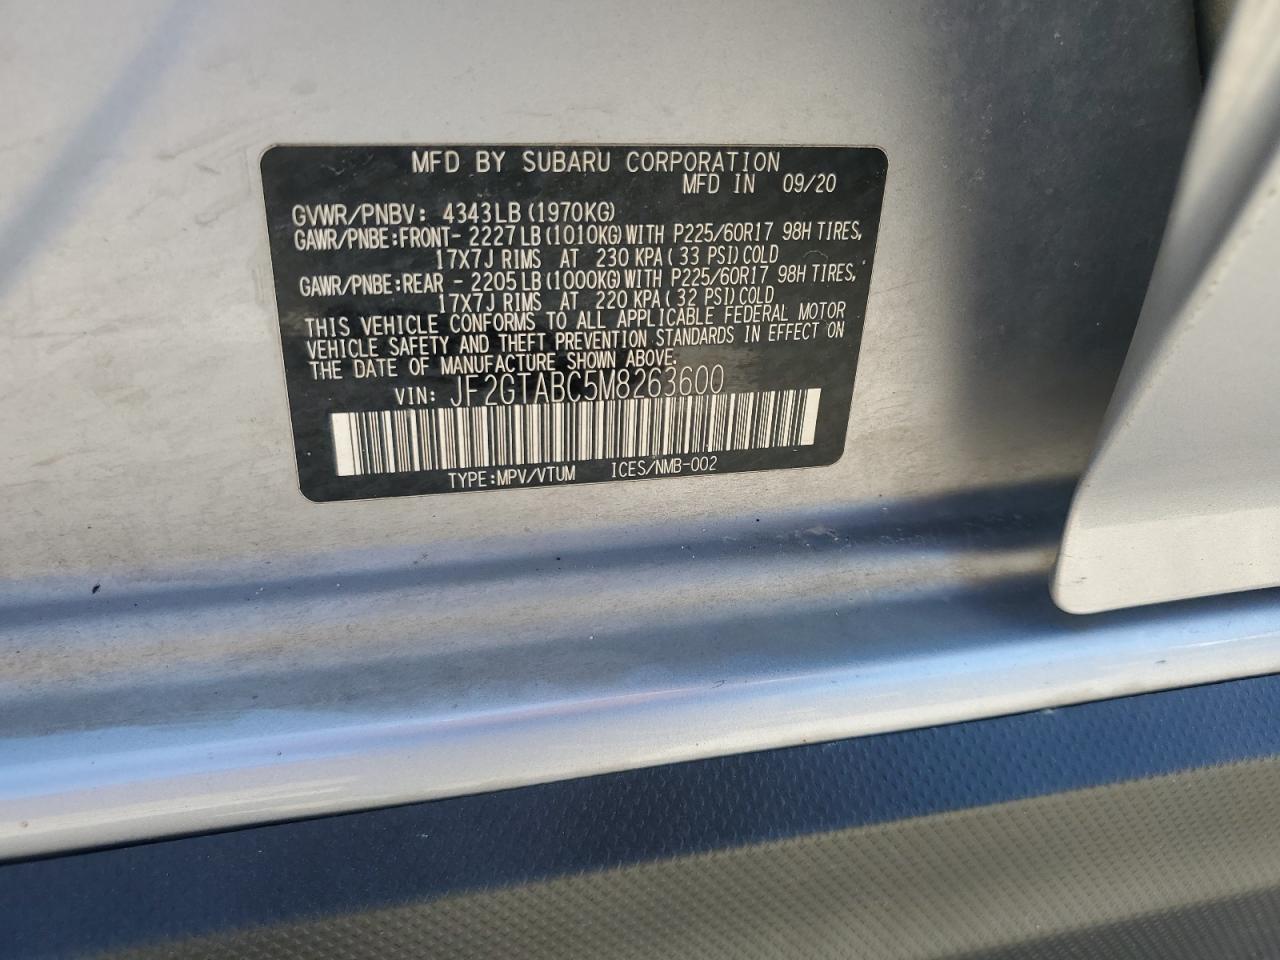 MFD BY SUBARU CORPORATION
MFD IN 09/20
GVWR/PNBV: 4343LB (1970KG)
GAWR/PNBE:FRONT- 2227LB (1010KG) WITH P225/60R17 98H TIRES,
17X7J RIMS AT 230 KPA (33 PSI) COLD
GAWR/PNBE:REAR - 2205LB (1000KG) WITH P225/60R17 98H TIRES,
17X7J RIMS AT 220 KPA (32 PSI) COLD
THIS VEHICLE CONFORMS TO ALL APPLICABLE FEDERAL MOTOR
VEHICLE SAFETY AND THEFT PREVENTION STANDARDS IN EFFECT ON
THE DATE OF MANUFACTURE SHOWN ABOVE.
VIN: JF2GTABC5M8263600
TYPE:MPV/VTUM ICES/NMB-002